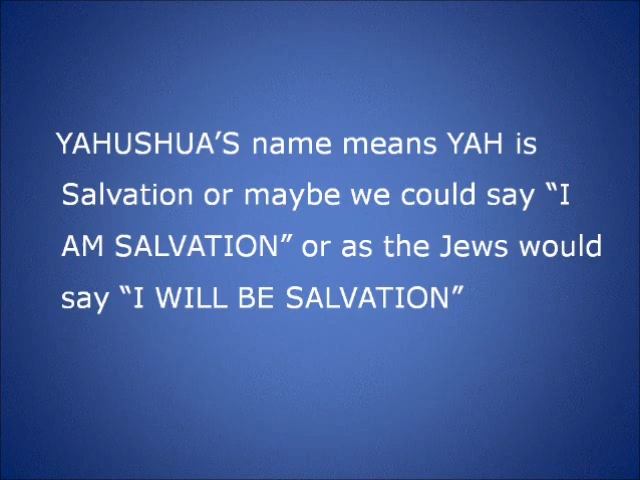 YAHUSHUA’S name means YAH is
Salvation or maybe we could say “I
AM SALVATION” or as the Jews would
say “I WILL BE SALVATION”